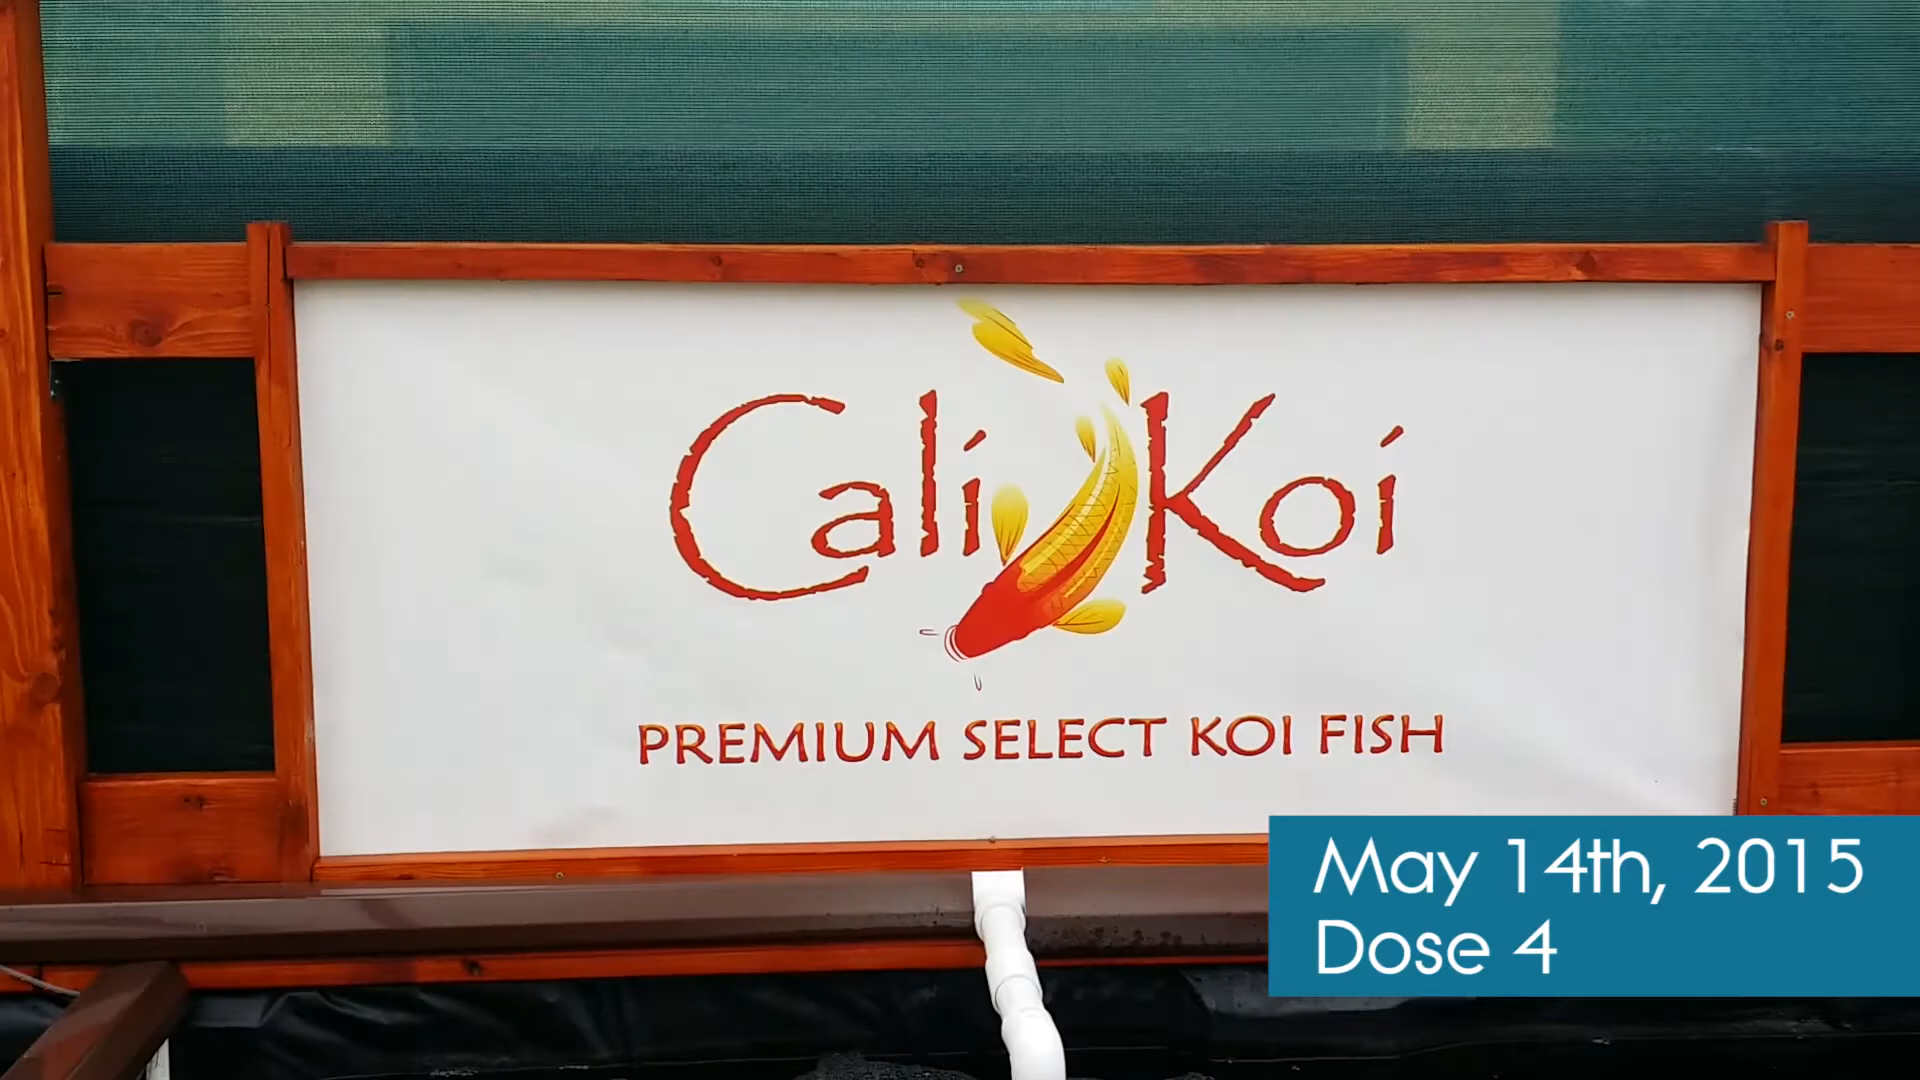 Cali Koi
PREMIUM SELECT KOI FISH
May 14th, 2015
Dose 4